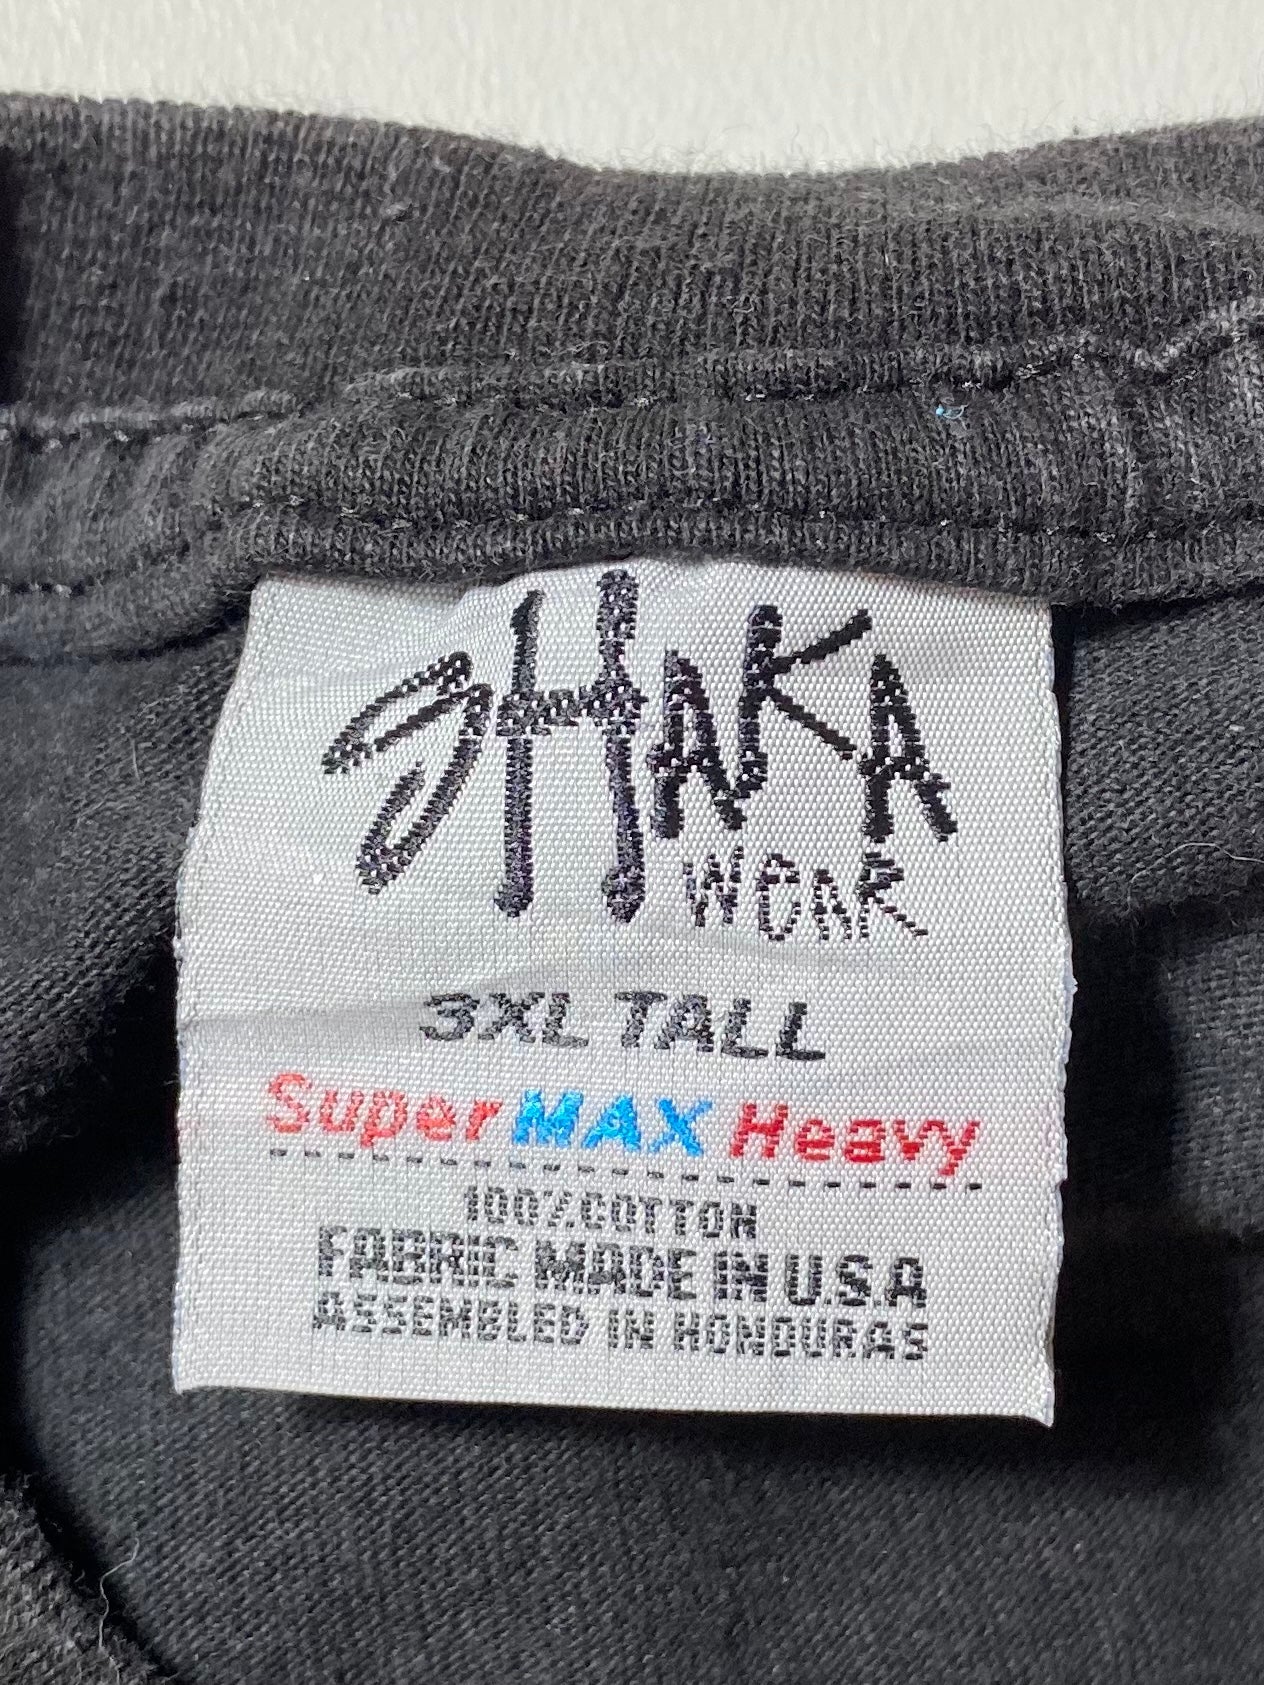 SHAKA
WEAR
3XL TALL
Super MAX Heavy
100% COTTON
FABRIC MADE IN U.S.A
ASSEMBLED IN HONDURAS